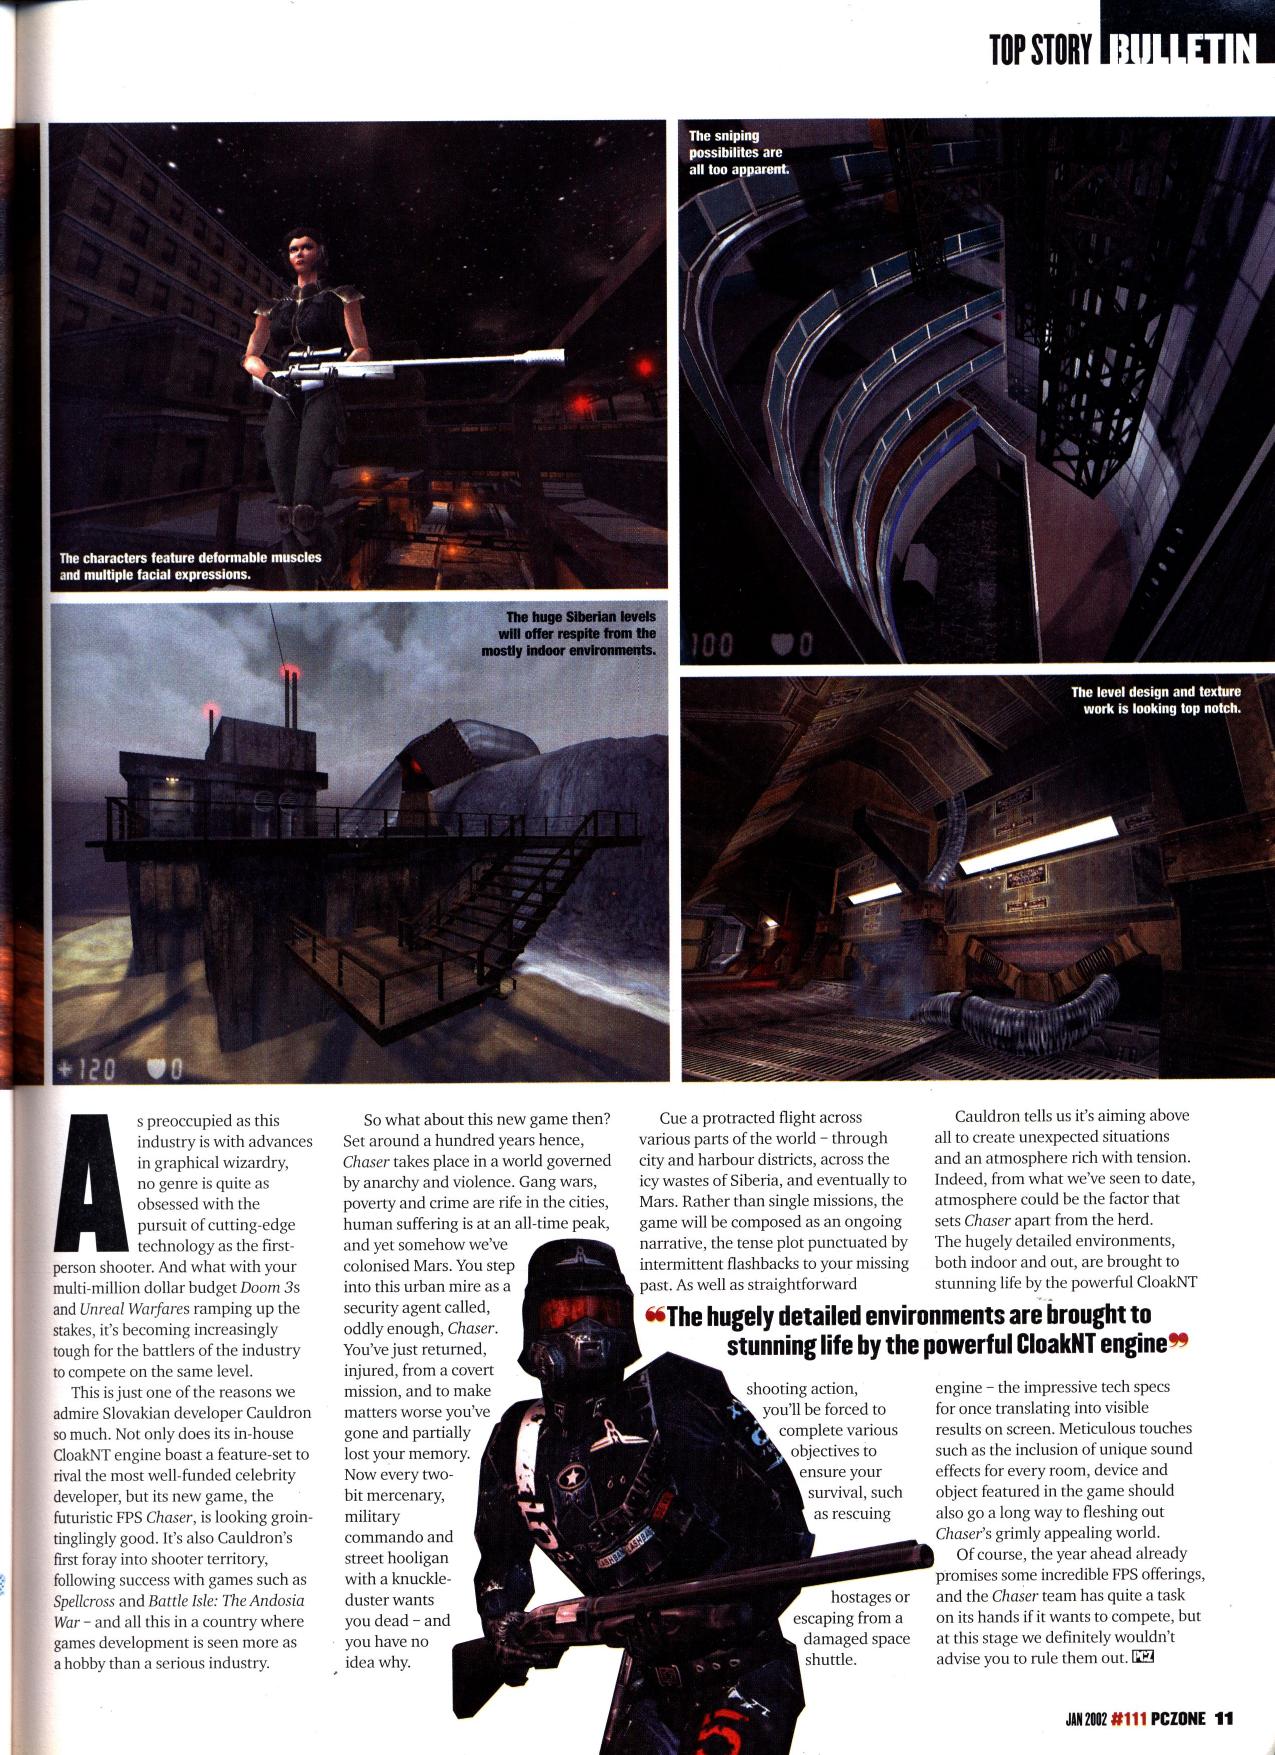 TOP STORY BULLETIN
The sniping
possibilites are
all too apparent.
The characters feature deformable muscles
and multiple facial expressions.
100 0
The huge Siberian levels
will offer respite from the
mostly indoor environments.
+120 0
The level design and texture
work is looking top notch.
As preoccupied as this
industry is with advances
in graphical wizardry,
no genre is quite as
obsessed with the
pursuit of cutting-edge
technology as the first-
person shooter. And what with your
multi-million dollar budget Doom 3s
and Unreal Warfares ramping up the
stakes, it's becoming increasingly
tough for the battlers of the industry
to compete on the same level.
This is just one of the reasons we
admire Slovakian developer Cauldron
so much. Not only does its in-house
CloakNT engine boast a feature-set to
rival the most well-funded celebrity
developer, but its new game, the
futuristic FPS Chaser, is looking groin-
tinglingly good. It's also Cauldron's
first foray into shooter territory,
following success with games such as
Spellcross and Battle Isle: The Andosia
War – and all this in a country where
games development is seen more as
a hobby than a serious industry.
So what about this new game then?
Set around a hundred years hence,
Chaser takes place in a world governed
by anarchy and violence. Gang wars,
poverty and crime are rife in the cities,
human suffering is at an all-time peak,
and yet somehow we've
colonised Mars. You step
into this urban mire as a
security agent called,
oddly enough, Chaser.
You've just returned,
injured, from a covert
mission, and to make
matters worse you've
gone and partially
lost your memory.
Now every two-
bit mercenary,
military
commando and
street hooligan
with a knuckle-
duster wants
you dead – and
you have no
idea why.
Cue a protracted flight across
various parts of the world – through
city and harbour districts, across the
icy wastes of Siberia, and eventually to
Mars. Rather than single missions, the
game will be composed as an ongoing
narrative, the tense plot punctuated by
intermittent flashbacks to your missing
past. As well as straightforward
“The hugely detailed environments are brought to
stunning life by the powerful CloakNT engine”
shooting action,
you'll be forced to
complete various
objectives to
ensure your
survival, such
as rescuing
hostages or
escaping from a
damaged space
shuttle.
Cauldron tells us it's aiming above
all to create unexpected situations
and an atmosphere rich with tension.
Indeed, from what we've seen to date,
atmosphere could be the factor that
sets Chaser apart from the herd.
The hugely detailed environments,
both indoor and out, are brought to
stunning life by the powerful CloakNT
engine – the impressive tech specs
for once translating into visible
results on screen. Meticulous touches
such as the inclusion of unique sound
effects for every room, device and
object featured in the game should
also go a long way to fleshing out
Chaser's grimly appealing world.
Of course, the year ahead already
promises some incredible FPS offerings,
and the Chaser team has quite a task
on its hands if it wants to compete, but
at this stage we definitely wouldn't
advise you to rule them out. PCZ
JAN 2002 #111 PCZONE 11